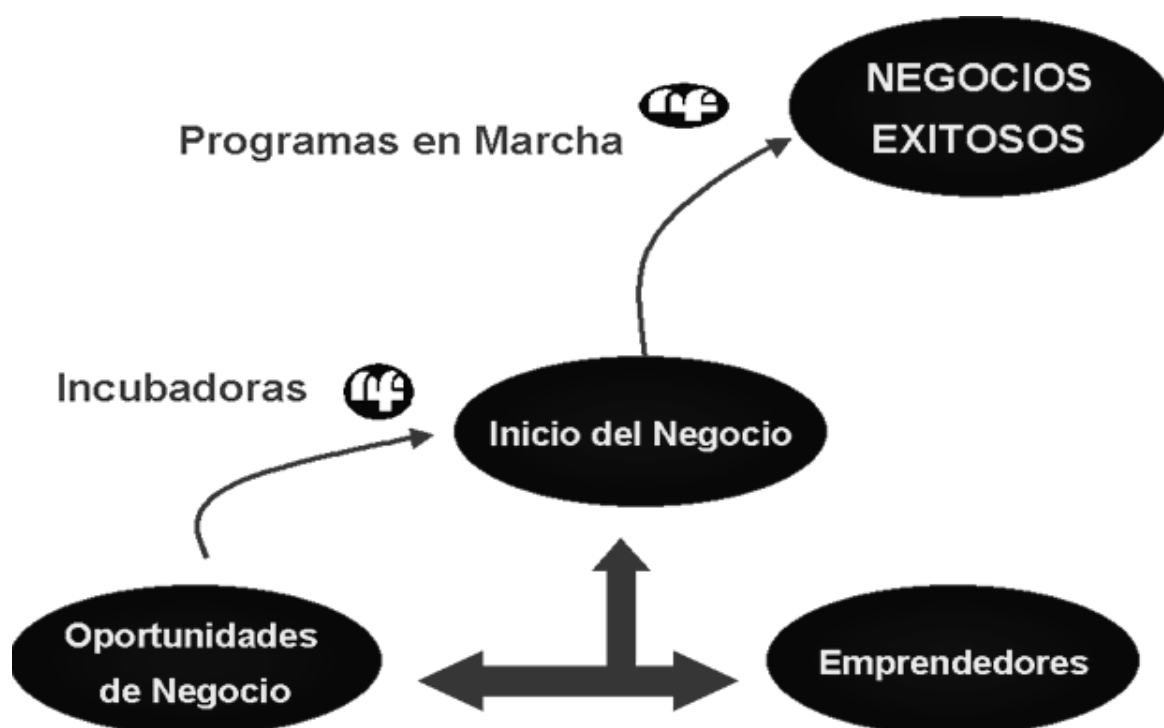 NEGOCIOS
EXITOSOS
Programas en Marcha
Incubadoras
Inicio del Negocio
Oportunidades
de Negocio
Emprendedores